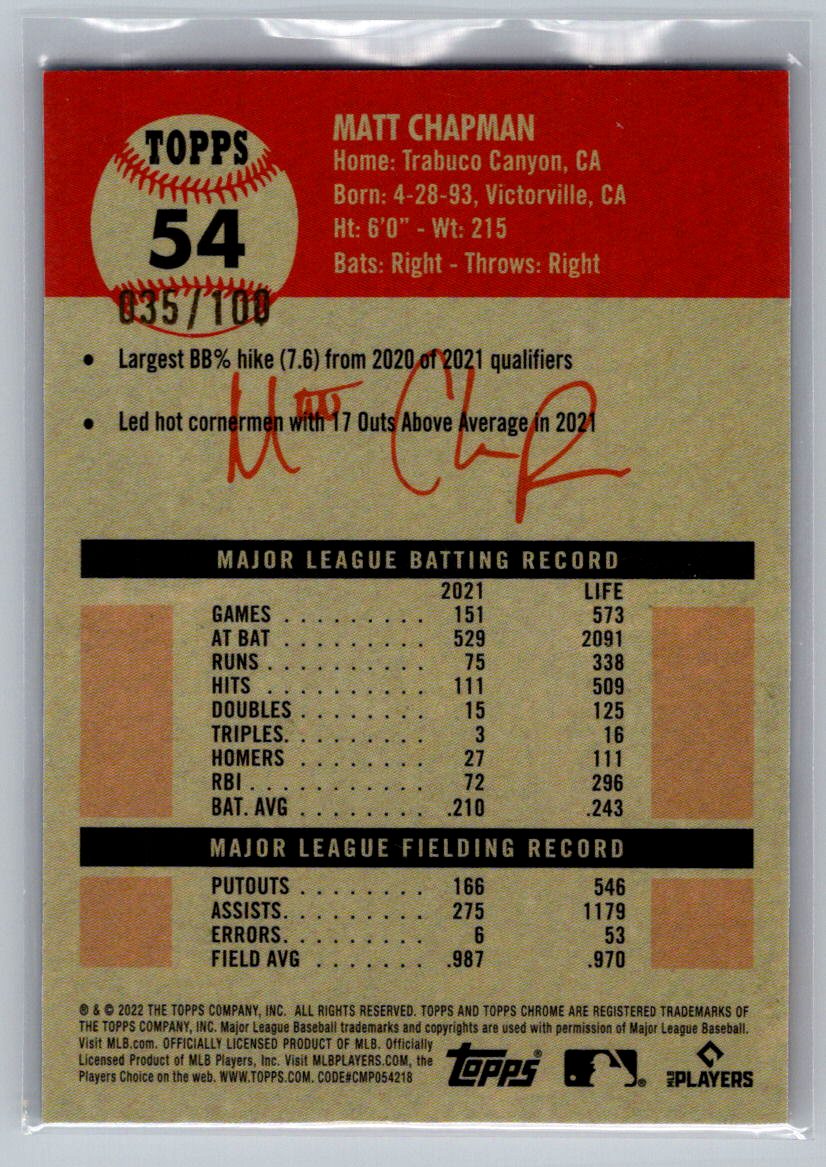 TOPPS
54
035/100
MATT CHAPMAN
Home: Trabuco Canyon, CA
Born: 4-28-93, Victorville, CA
Ht: 6'0" - Wt: 215
Bats: Right - Throws: Right
• Largest BB% hike (7.6) from 2020 of 2021 qualifiers
• Led hot cornermen with 17 Outs Above Average in 2021
MAJOR LEAGUE BATTING RECORD
2021 LIFE
GAMES . . . . . . . . . 151 573
AT BAT . . . . . . . . . 529 2091
RUNS . . . . . . . . . . 75 338
HITS . . . . . . . . . . 111 509
DOUBLES . . . . . . . . 15 125
TRIPLES. . . . . . . . . 3 16
HOMERS . . . . . . . . 27 111
RBI . . . . . . . . . . . 72 296
BAT. AVG . . . . . . . . .210 .243
MAJOR LEAGUE FIELDING RECORD
PUTOUTS . . . . . . . . 166 546
ASSISTS. . . . . . . . . 275 1179
ERRORS. . . . . . . . . 6 53
FIELD AVG . . . . . . . .987 .970
® & © 2022 THE TOPPS COMPANY, INC. ALL RIGHTS RESERVED. TOPPS AND TOPPS CHROME ARE REGISTERED TRADEMARKS OF
THE TOPPS COMPANY, INC. Major League Baseball trademarks and copyrights are used with permission of Major League Baseball.
Visit MLB.com. OFFICIALLY LICENSED PRODUCT OF MLB. Officially
Licensed Product of MLB Players, Inc. Visit MLBPLAYERS.COM, the
Players Choice on the web. WWW.TOPPS.COM. CODE#CMP054218
Topps®
MLB PLAYERS